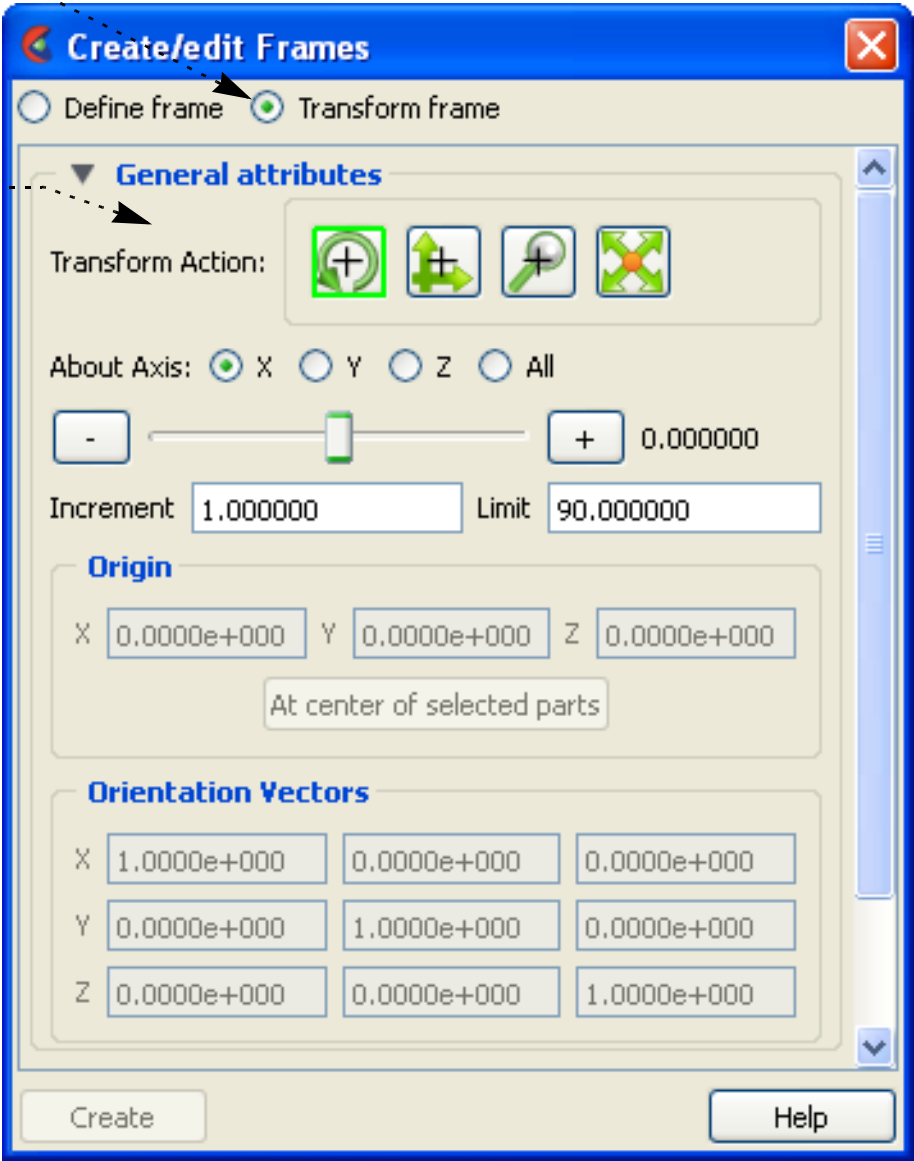 Create/edit Frames
Define frame Transform frame
General attributes
Transform Action:
About Axis: X Y Z All
- + 0.000000
Increment 1.000000 Limit 90.000000
Origin
X 0.0000e+000 Y 0.0000e+000 Z 0.0000e+000
At center of selected parts
Orientation Vectors
X 1.0000e+000 0.0000e+000 0.0000e+000
Y 0.0000e+000 1.0000e+000 0.0000e+000
Z 0.0000e+000 0.0000e+000 1.0000e+000
Create Help